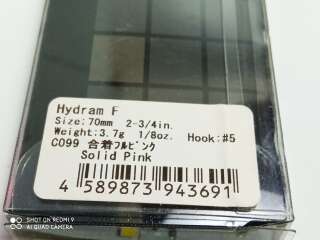 Hydram F
Size:70mm 2-3/4in.
Weight:3.7g 1/8oz. Hook:#5
C099 合着フルピンク
Solid Pink
4 589873 943691
SHOT ON REDMI 9
AI QUAD CAMERA